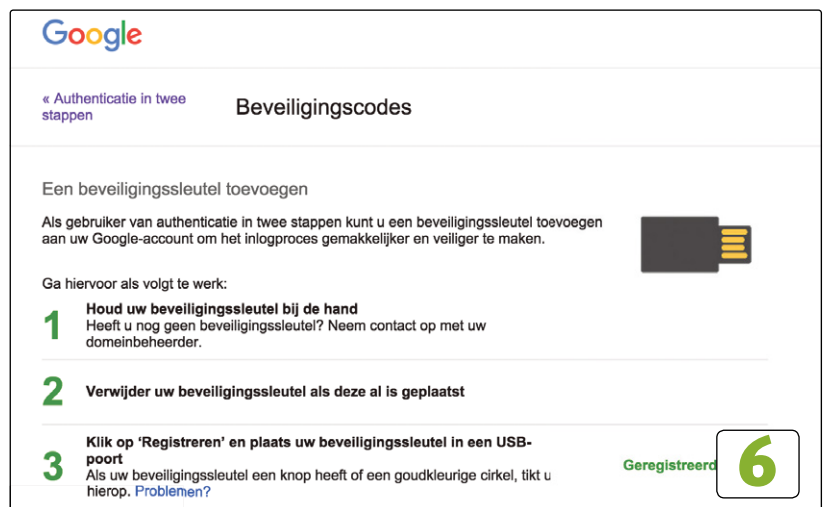 Google
« Authenticatie in twee
stappen
Beveiligingscodes
Een beveiligingssleutel toevoegen
Als gebruiker van authenticatie in twee stappen kunt u een beveiligingssleutel toevoegen
aan uw Google-account om het inlogproces gemakkelijker en veiliger te maken.
Ga hiervoor als volgt te werk:
1
Houd uw beveiligingssleutel bij de hand
Heeft u nog geen beveiligingssleutel? Neem contact op met uw
domeinbeheerder.
2
Verwijder uw beveiligingssleutel als deze al is geplaatst
3
Klik op ‘Registreren’ en plaats uw beveiligingssleutel in een USB-
poort
Als uw beveiligingssleutel een knop heeft of een goudkleurige cirkel, tikt u
hierop. Problemen?
Geregistreerd
6